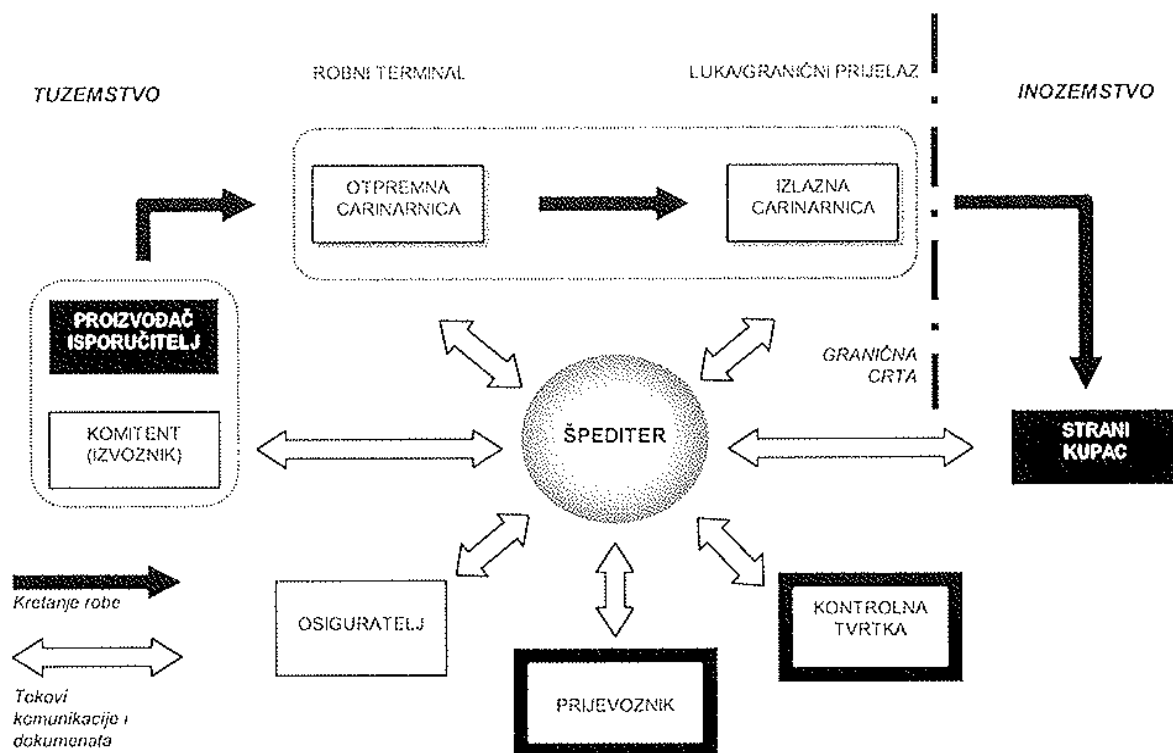 ROBNI TERMINAL
LUKA/GRANIČNI PRIJELAZ
TUZEMSTVO
INOZEMSTVO
OTPREMNA
CARINARNICA
IZLAZNA
CARINARNICA
PROIZVOĐAČ
ISPORUČITELJ
GRANIČNA
CRTA
KOMITENT
(IZVOZNIK)
ŠPEDITER
STRANI
KUPAC
Kretanje robe
OSIGURATELJ
KONTROLNA
TVRTKA
PRIJEVOZNIK
Tokovi
komunikacije i
dokumenata